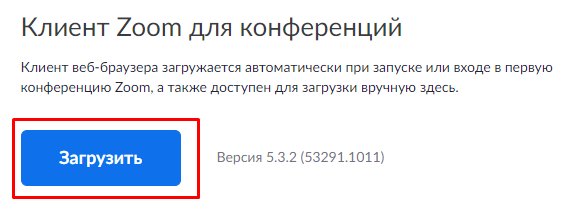 Клиент Zoom для конференций
Клиент веб-браузера загружается автоматически при запуске или входе в первую
конференцию Zoom, а также доступен для загрузки вручную здесь.
Загрузить
Версия 5.3.2 (53291.1011)